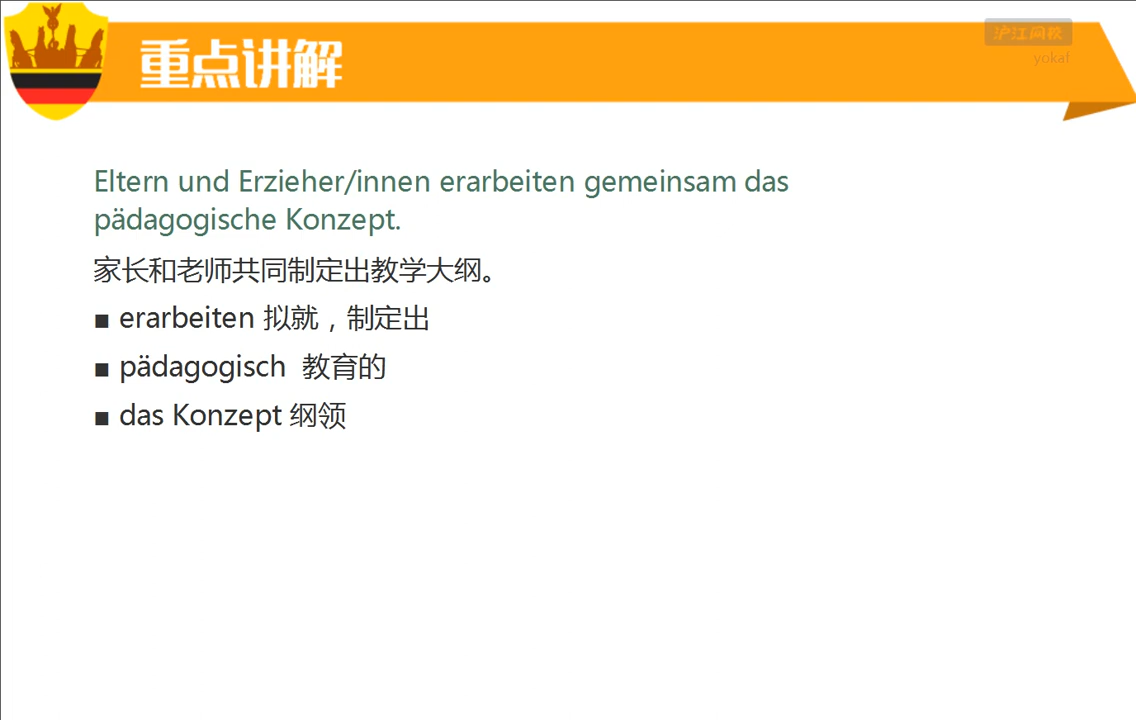 重点讲解
沪江网校
yokat
Eltern und Erzieher/innen erarbeiten gemeinsam das
pädagogische Konzept.
家长和老师共同制定出教学大纲。
■ erarbeiten 拟就，制定出
■ pädagogisch 教育的
■ das Konzept 纲领